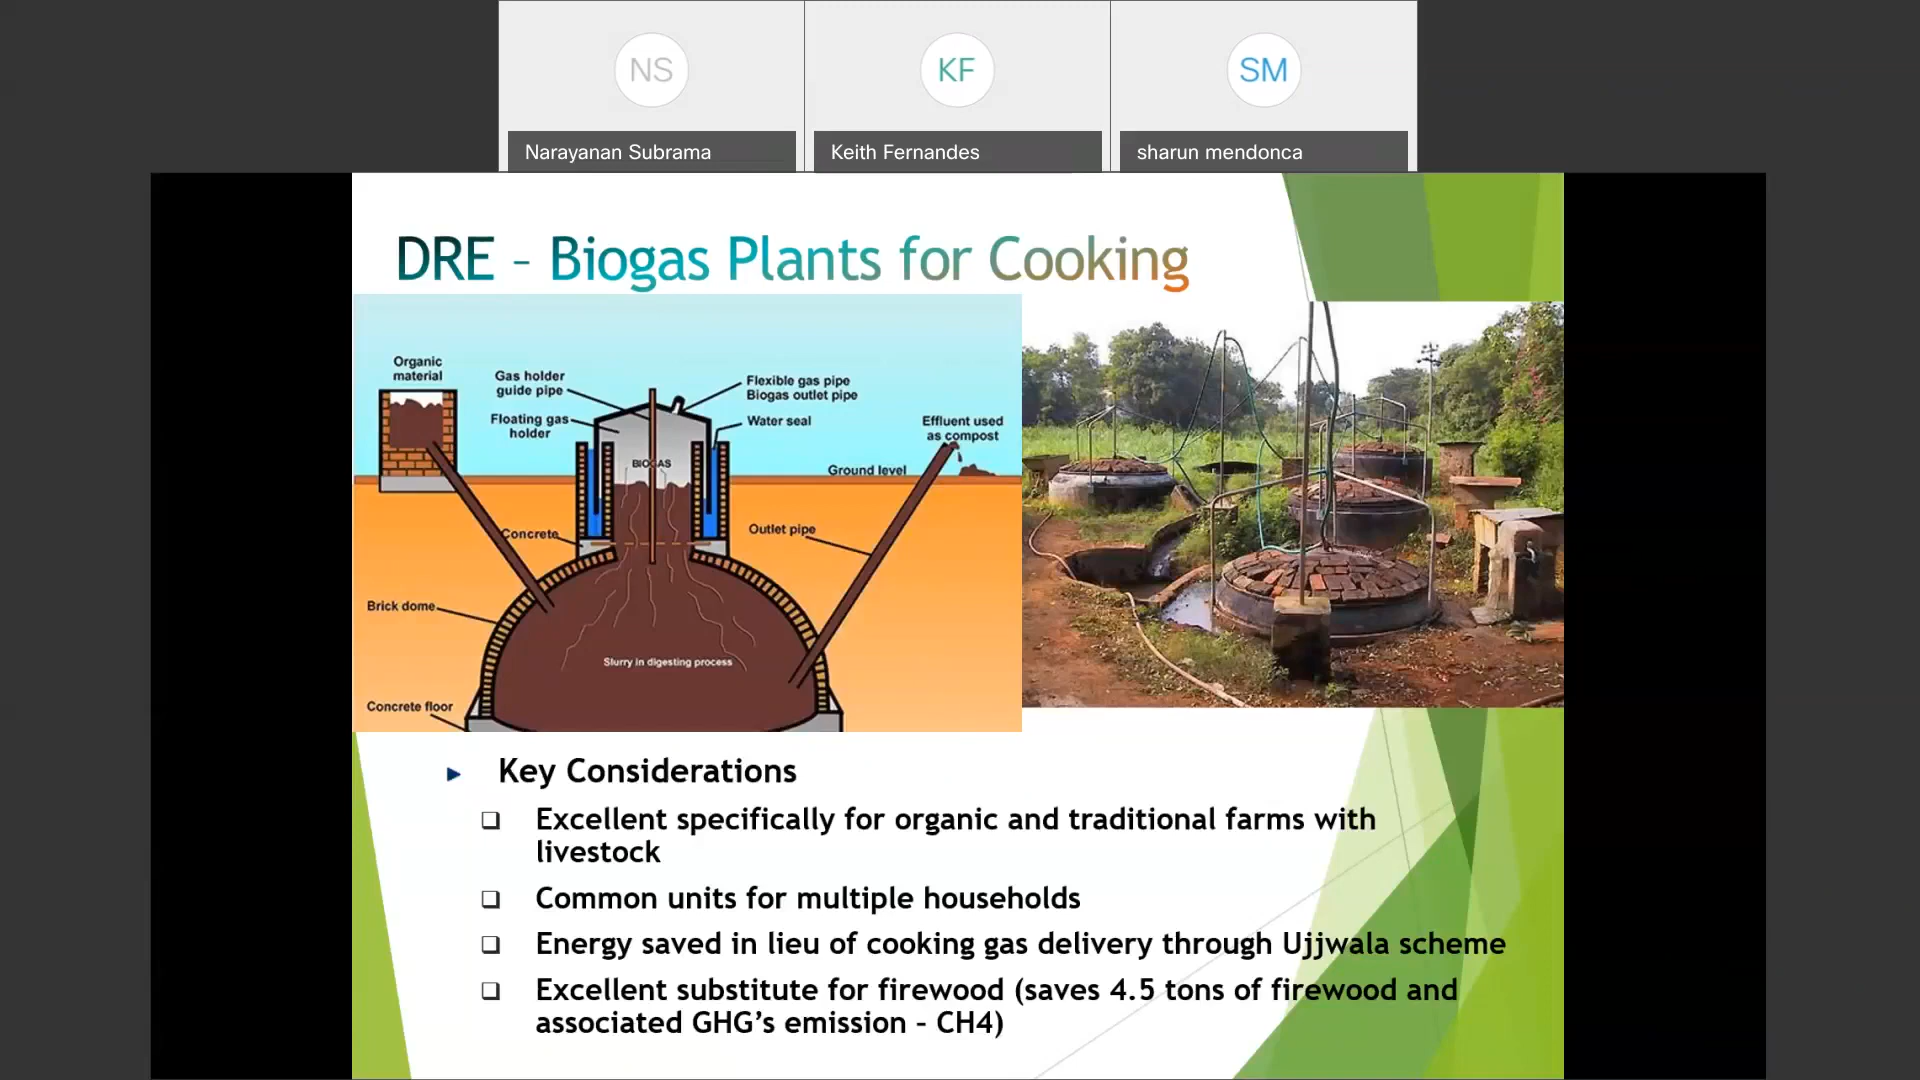 NS
KF
SM
Narayanan Subrama
Keith Fernandes
sharun mendonca
DRE – Biogas Plants for Cooking
Organic
material
Gas holder
guide pipe
Floating gas
holder
Flexible gas pipe
Biogas outlet pipe
Water seal
Effluent used
as compost
BIOGAS
Ground level
Concrete
Outlet pipe
Brick dome
Slurry in digesting process
Concrete floor
Key Considerations
Excellent specifically for organic and traditional farms with
livestock
Common units for multiple households
Energy saved in lieu of cooking gas delivery through Ujjwala scheme
Excellent substitute for firewood (saves 4.5 tons of firewood and
associated GHG’s emission – CH4)